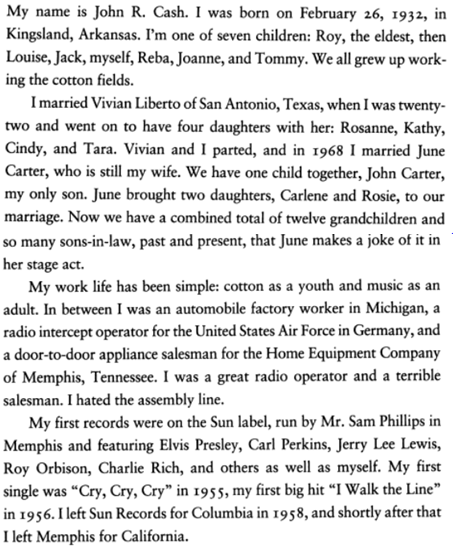 My name is John R. Cash. I was born on February 26, 1932, in
Kingsland, Arkansas. I'm one of seven children: Roy, the eldest, then
Louise, Jack, myself, Reba, Joanne, and Tommy. We all grew up work-
ing the cotton fields.
I married Vivian Liberto of San Antonio, Texas, when I was twenty-
two and went on to have four daughters with her: Rosanne, Kathy,
Cindy, and Tara. Vivian and I parted, and in 1968 I married June
Carter, who is still my wife. We have one child together, John Carter,
my only son. June brought two daughters, Carlene and Rosie, to our
marriage. Now we have a combined total of twelve grandchildren and
so many sons-in-law, past and present, that June makes a joke of it in
her stage act.
My work life has been simple: cotton as a youth and music as an
adult. In between I was an automobile factory worker in Michigan, a
radio intercept operator for the United States Air Force in Germany, and
a door-to-door appliance salesman for the Home Equipment Company
of Memphis, Tennessee. I was a great radio operator and a terrible
salesman. I hated the assembly line.
My first records were on the Sun label, run by Mr. Sam Phillips in
Memphis and featuring Elvis Presley, Carl Perkins, Jerry Lee Lewis,
Roy Orbison, Charlie Rich, and others as well as myself. My first
single was “Cry, Cry, Cry” in 1955, my first big hit “I Walk the Line”
in 1956. I left Sun Records for Columbia in 1958, and shortly after that
I left Memphis for California.